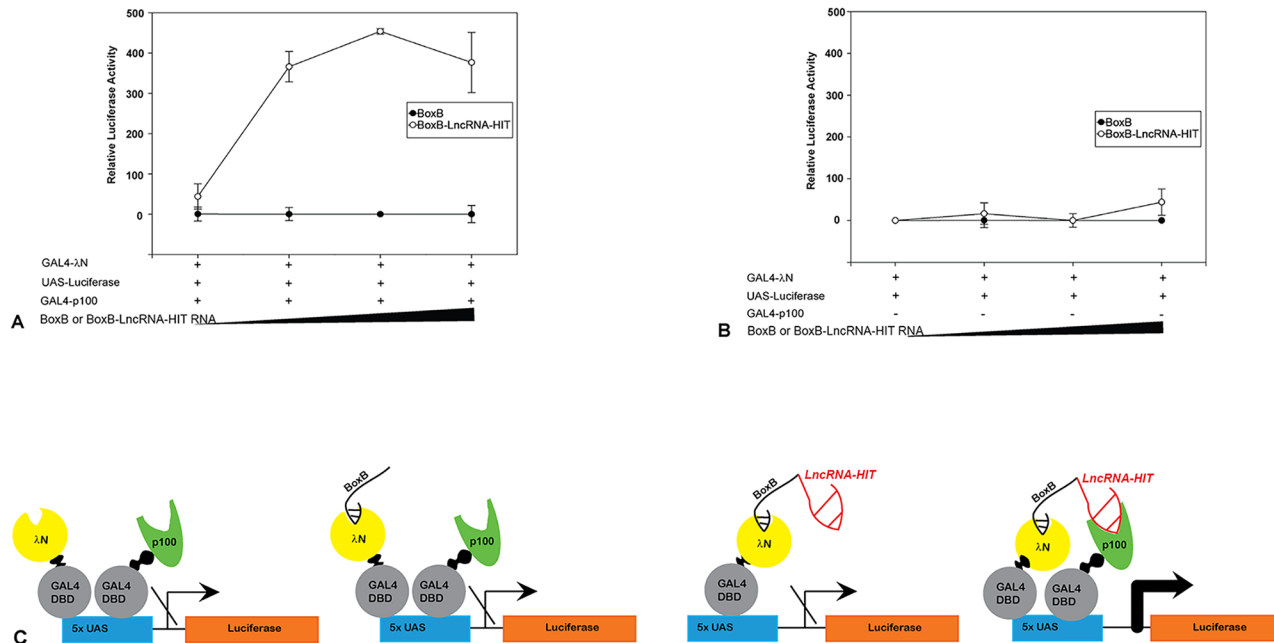 500
400
300
200
100
0
Relative Luciferase Activity
BoxB
BoxB-LncRNA-HIT
GAL4-λN + + + +
UAS-Luciferase + + + +
GAL4-p100 + + + +
BoxB or BoxB-LncRNA-HIT RNA
A
500
400
300
200
100
0
Relative Luciferase Activity
BoxB
BoxB-LncRNA-HIT
GAL4-λN + + + +
UAS-Luciferase + + + +
GAL4-p100 - - - -
BoxB or BoxB-LncRNA-HIT RNA
B
λN
p100
GAL4 DBD
GAL4 DBD
5x UAS
Luciferase
BoxB
λN
p100
GAL4 DBD
GAL4 DBD
5x UAS
Luciferase
BoxB
LncRNA-HIT
λN
GAL4 DBD
5x UAS
Luciferase
BoxB
LncRNA-HIT
λN
p100
GAL4 DBD
GAL4 DBD
5x UAS
Luciferase
C